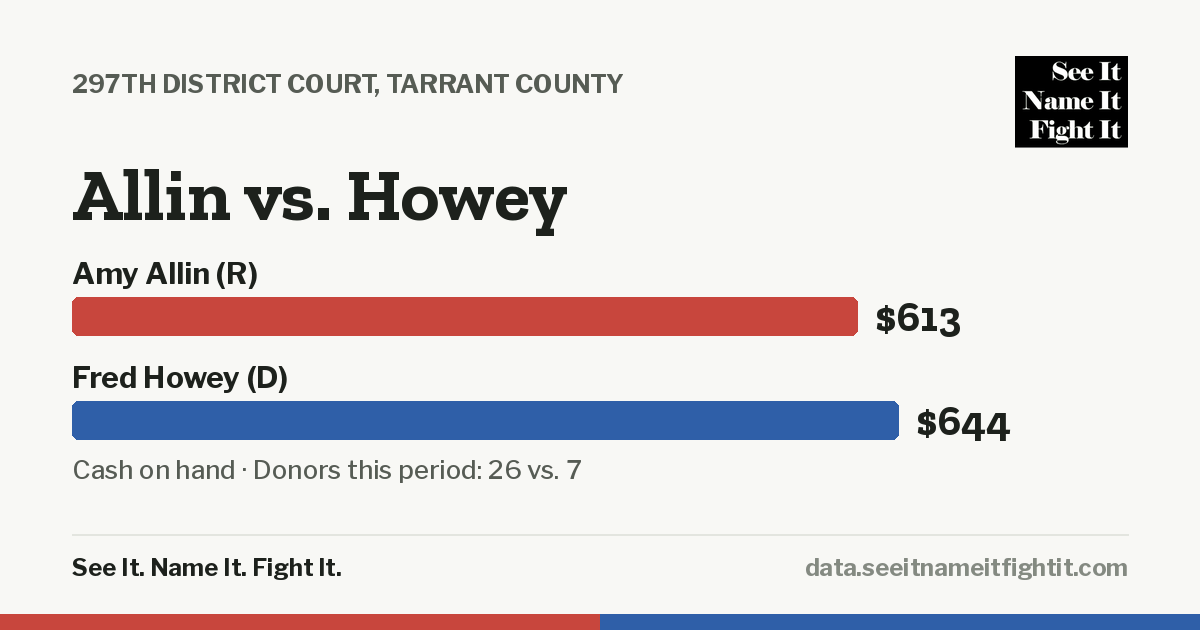 297TH DISTRICT COURT, TARRANT COUNTY
See It
Name It
Fight It
Allin vs. Howey
Amy Allin (R)
$613
Fred Howey (D)
$644
Cash on hand · Donors this period: 26 vs. 7
See It. Name It. Fight It.
data.seeitnameitfightit.com